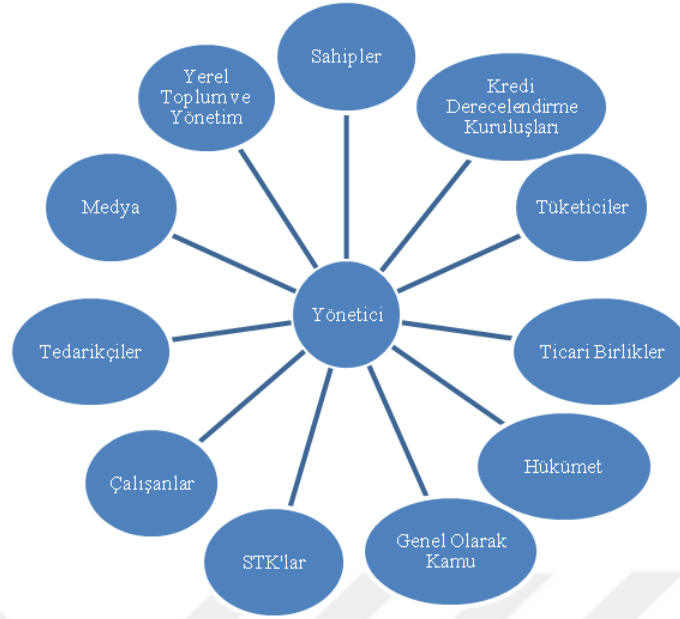 Sahipler
Kredi
Derecelendirme
Kuruluşları
Tüketiciler
Ticari Birlikler
Hükümet
Genel Olarak
Kamu
STK'lar
Çalışanlar
Tedarikçiler
Medya
Yerel
Toplum ve
Yönetim
Yönetici